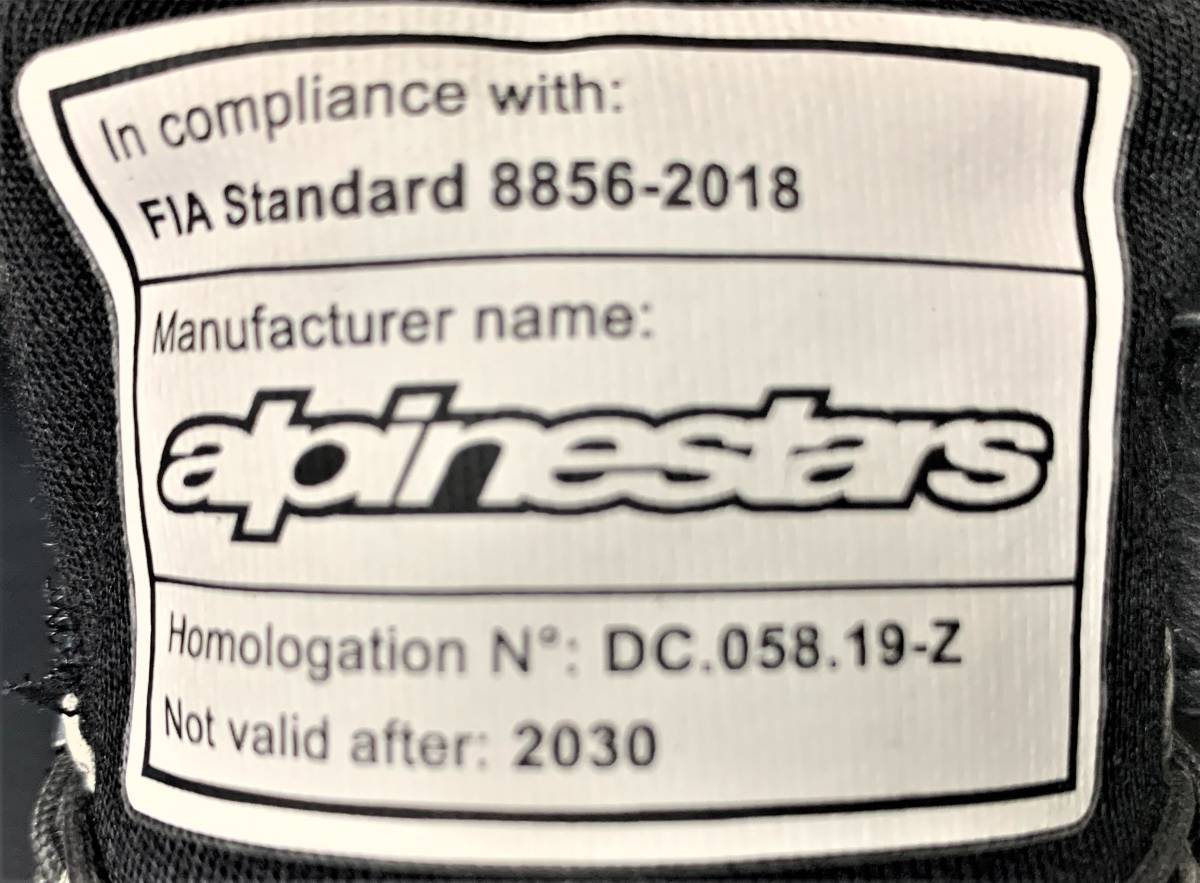 In compliance with:
FIA Standard 8856-2018
Manufacturer name:
alpinestars
Homologation N°: DC.058.19-Z
Not valid after: 2030